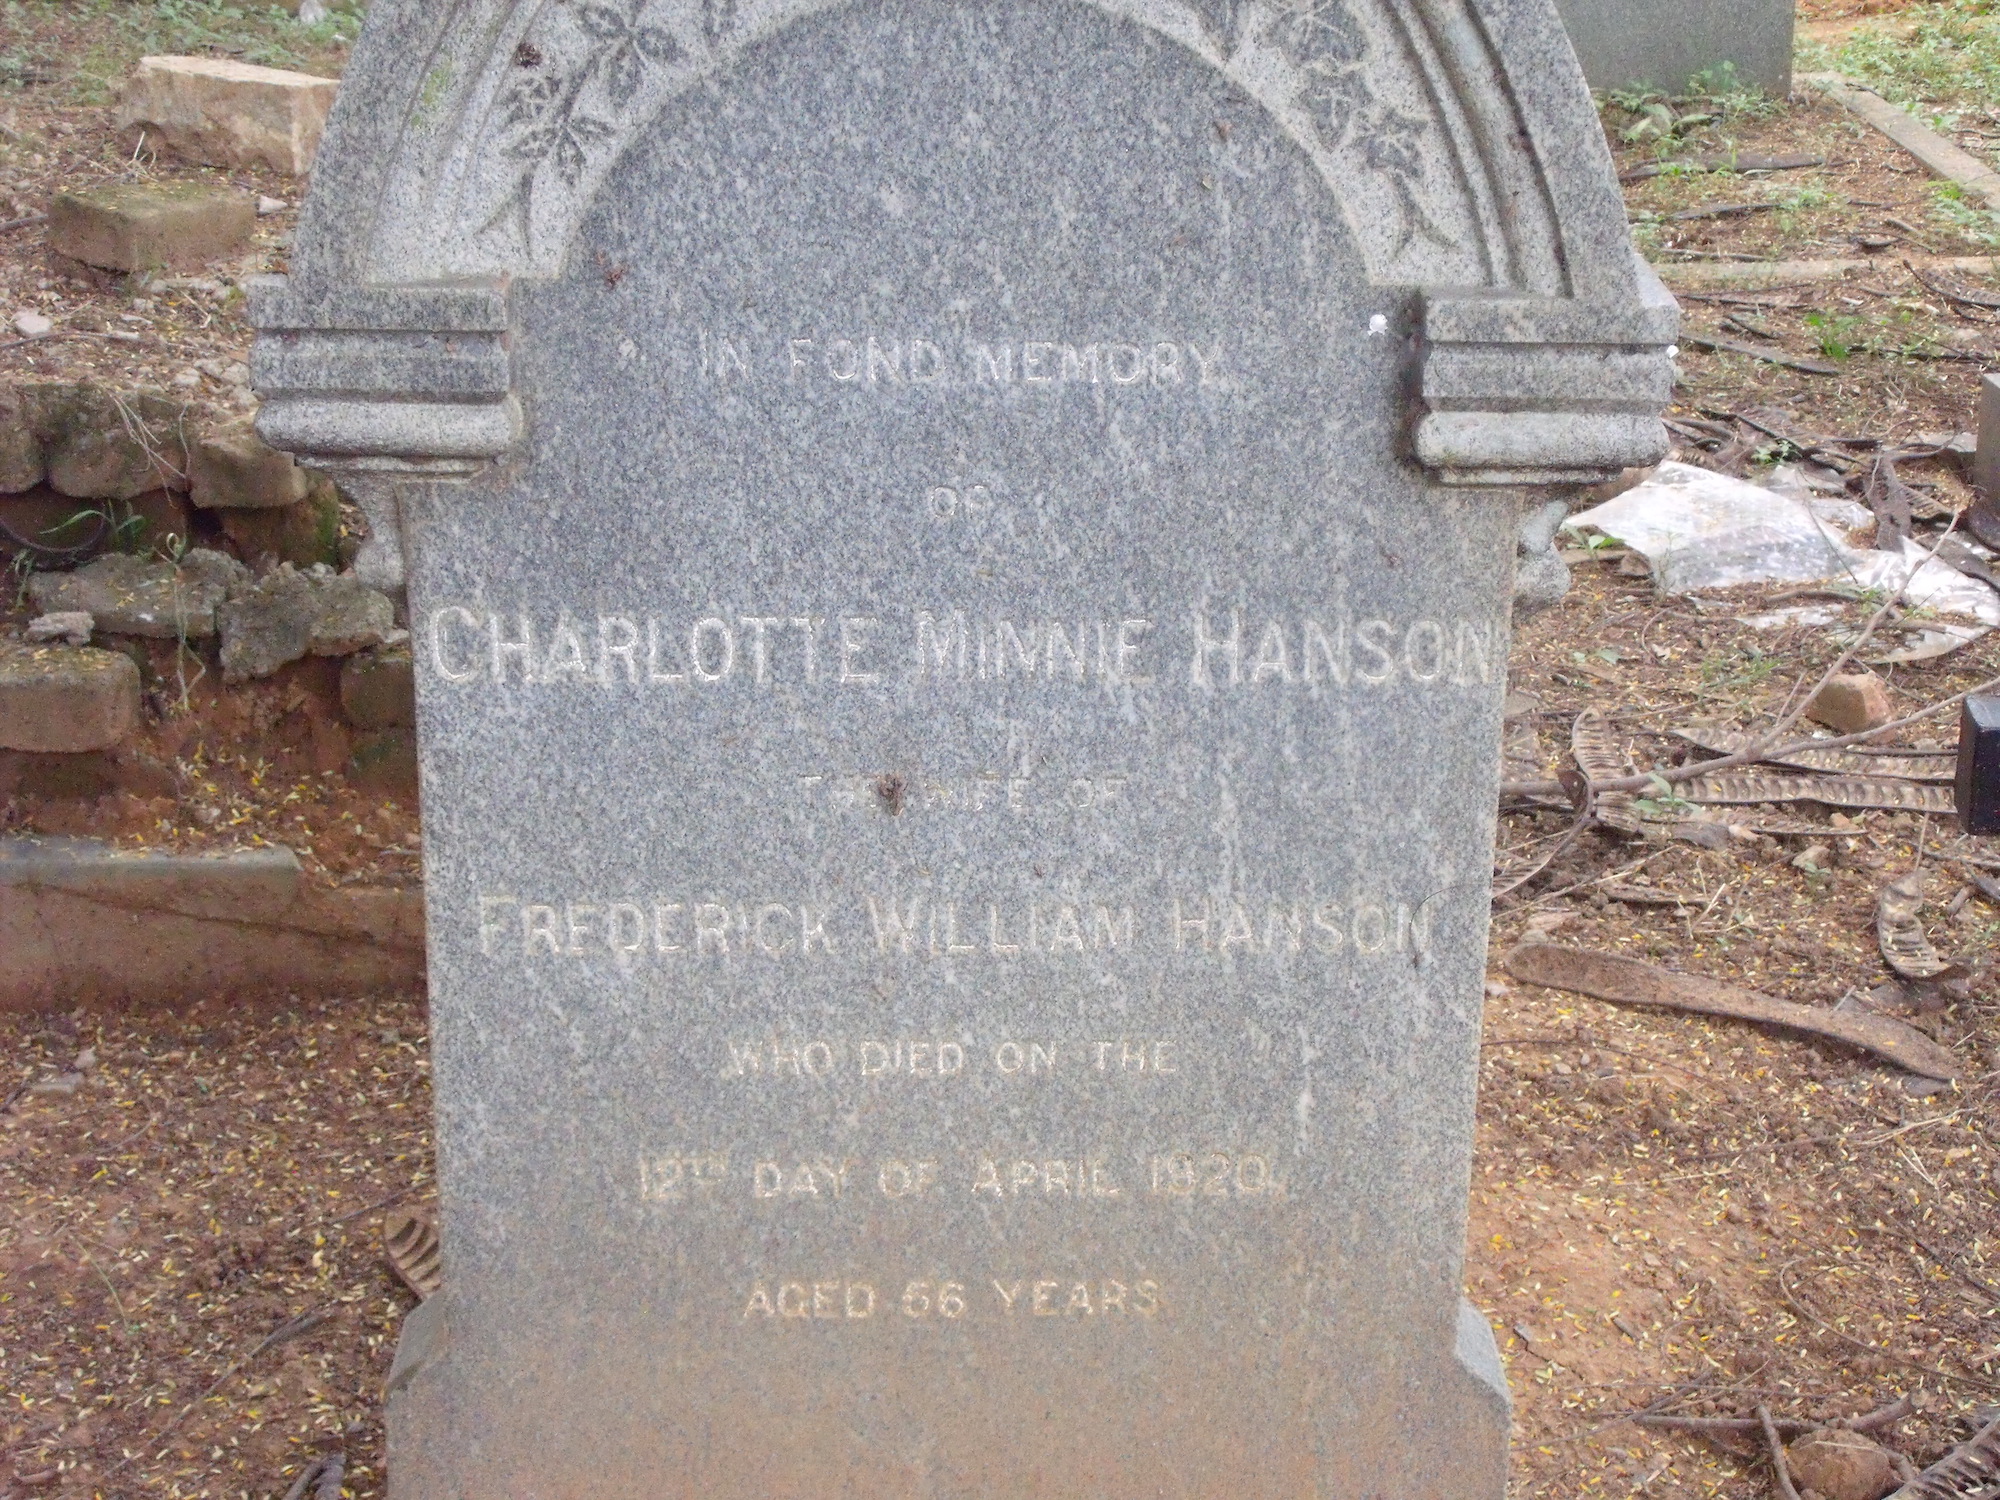 IN FOND MEMORY
OF
CHARLOTTE MINNIE HANSON
THE WIFE OF
FREDERICK WILLIAM HANSON
WHO DIED ON THE
12TH DAY OF APRIL 1920,
AGED 56 YEARS